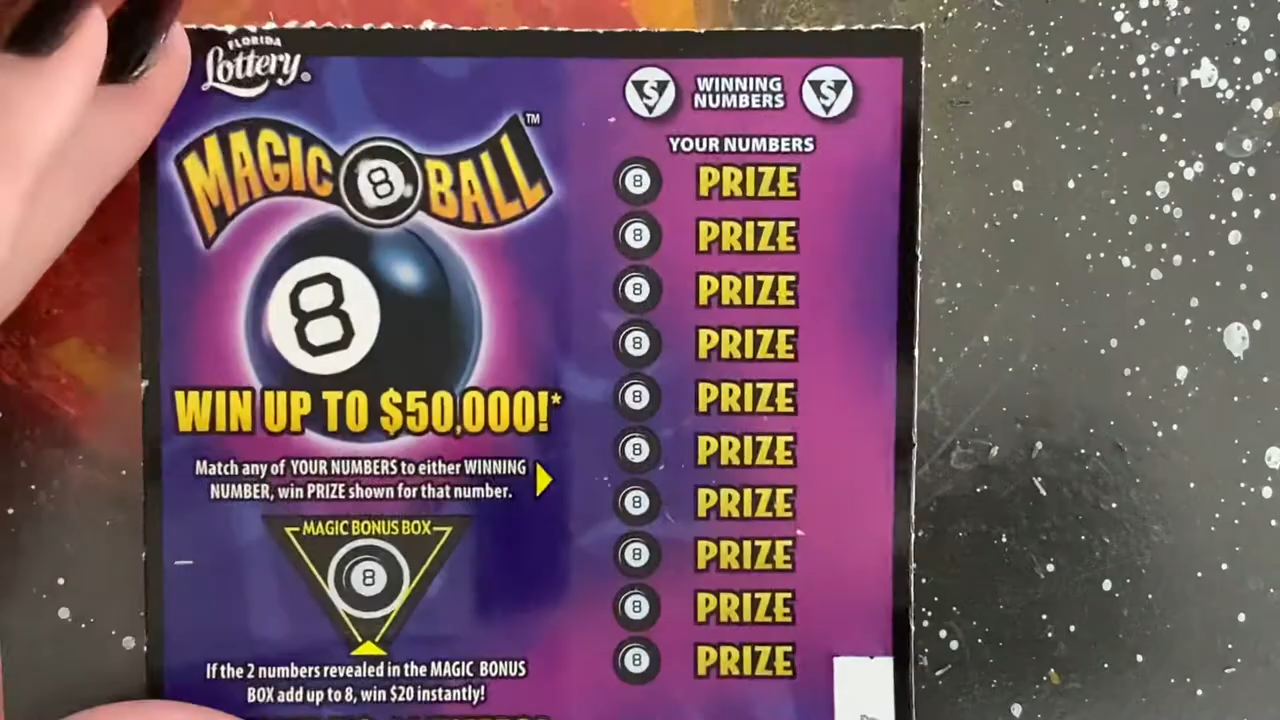 FLORIDA
Lottery®
MAGIC 8® BALL™
8
WIN UP TO $50,000!*
Match any of YOUR NUMBERS to either WINNING
NUMBER, win PRIZE shown for that number.
MAGIC BONUS BOX
8
If the 2 numbers revealed in the MAGIC BONUS
BOX add up to 8, win $20 instantly!
$ WINNING $
NUMBERS
YOUR NUMBERS
8 PRIZE
8 PRIZE
8 PRIZE
8 PRIZE
8 PRIZE
8 PRIZE
8 PRIZE
8 PRIZE
8 PRIZE
8 PRIZE